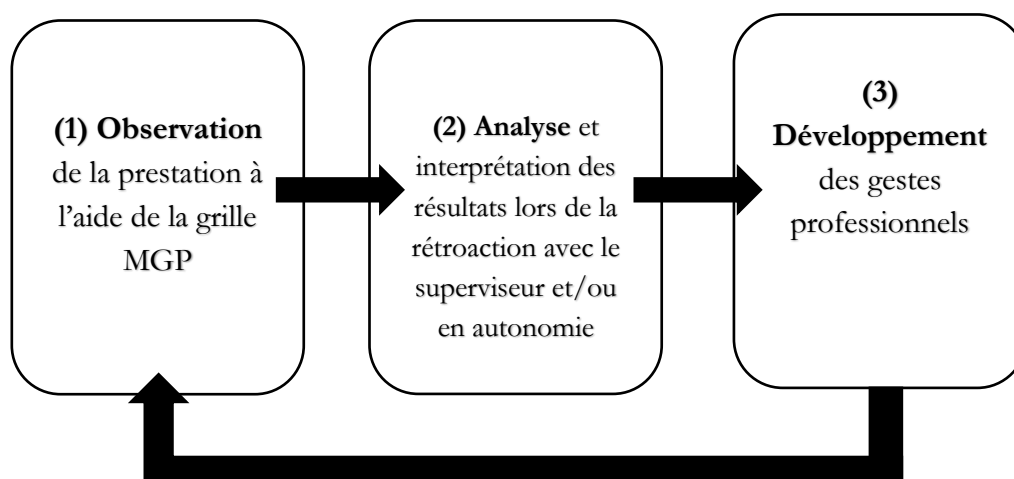 (1) Observation
de la prestation à
l’aide de la grille
MGP
(2) Analyse et
interprétation des
résultats lors de la
rétroaction avec le
superviseur et/ou
en autonomie
(3)
Développement
des gestes
professionnels